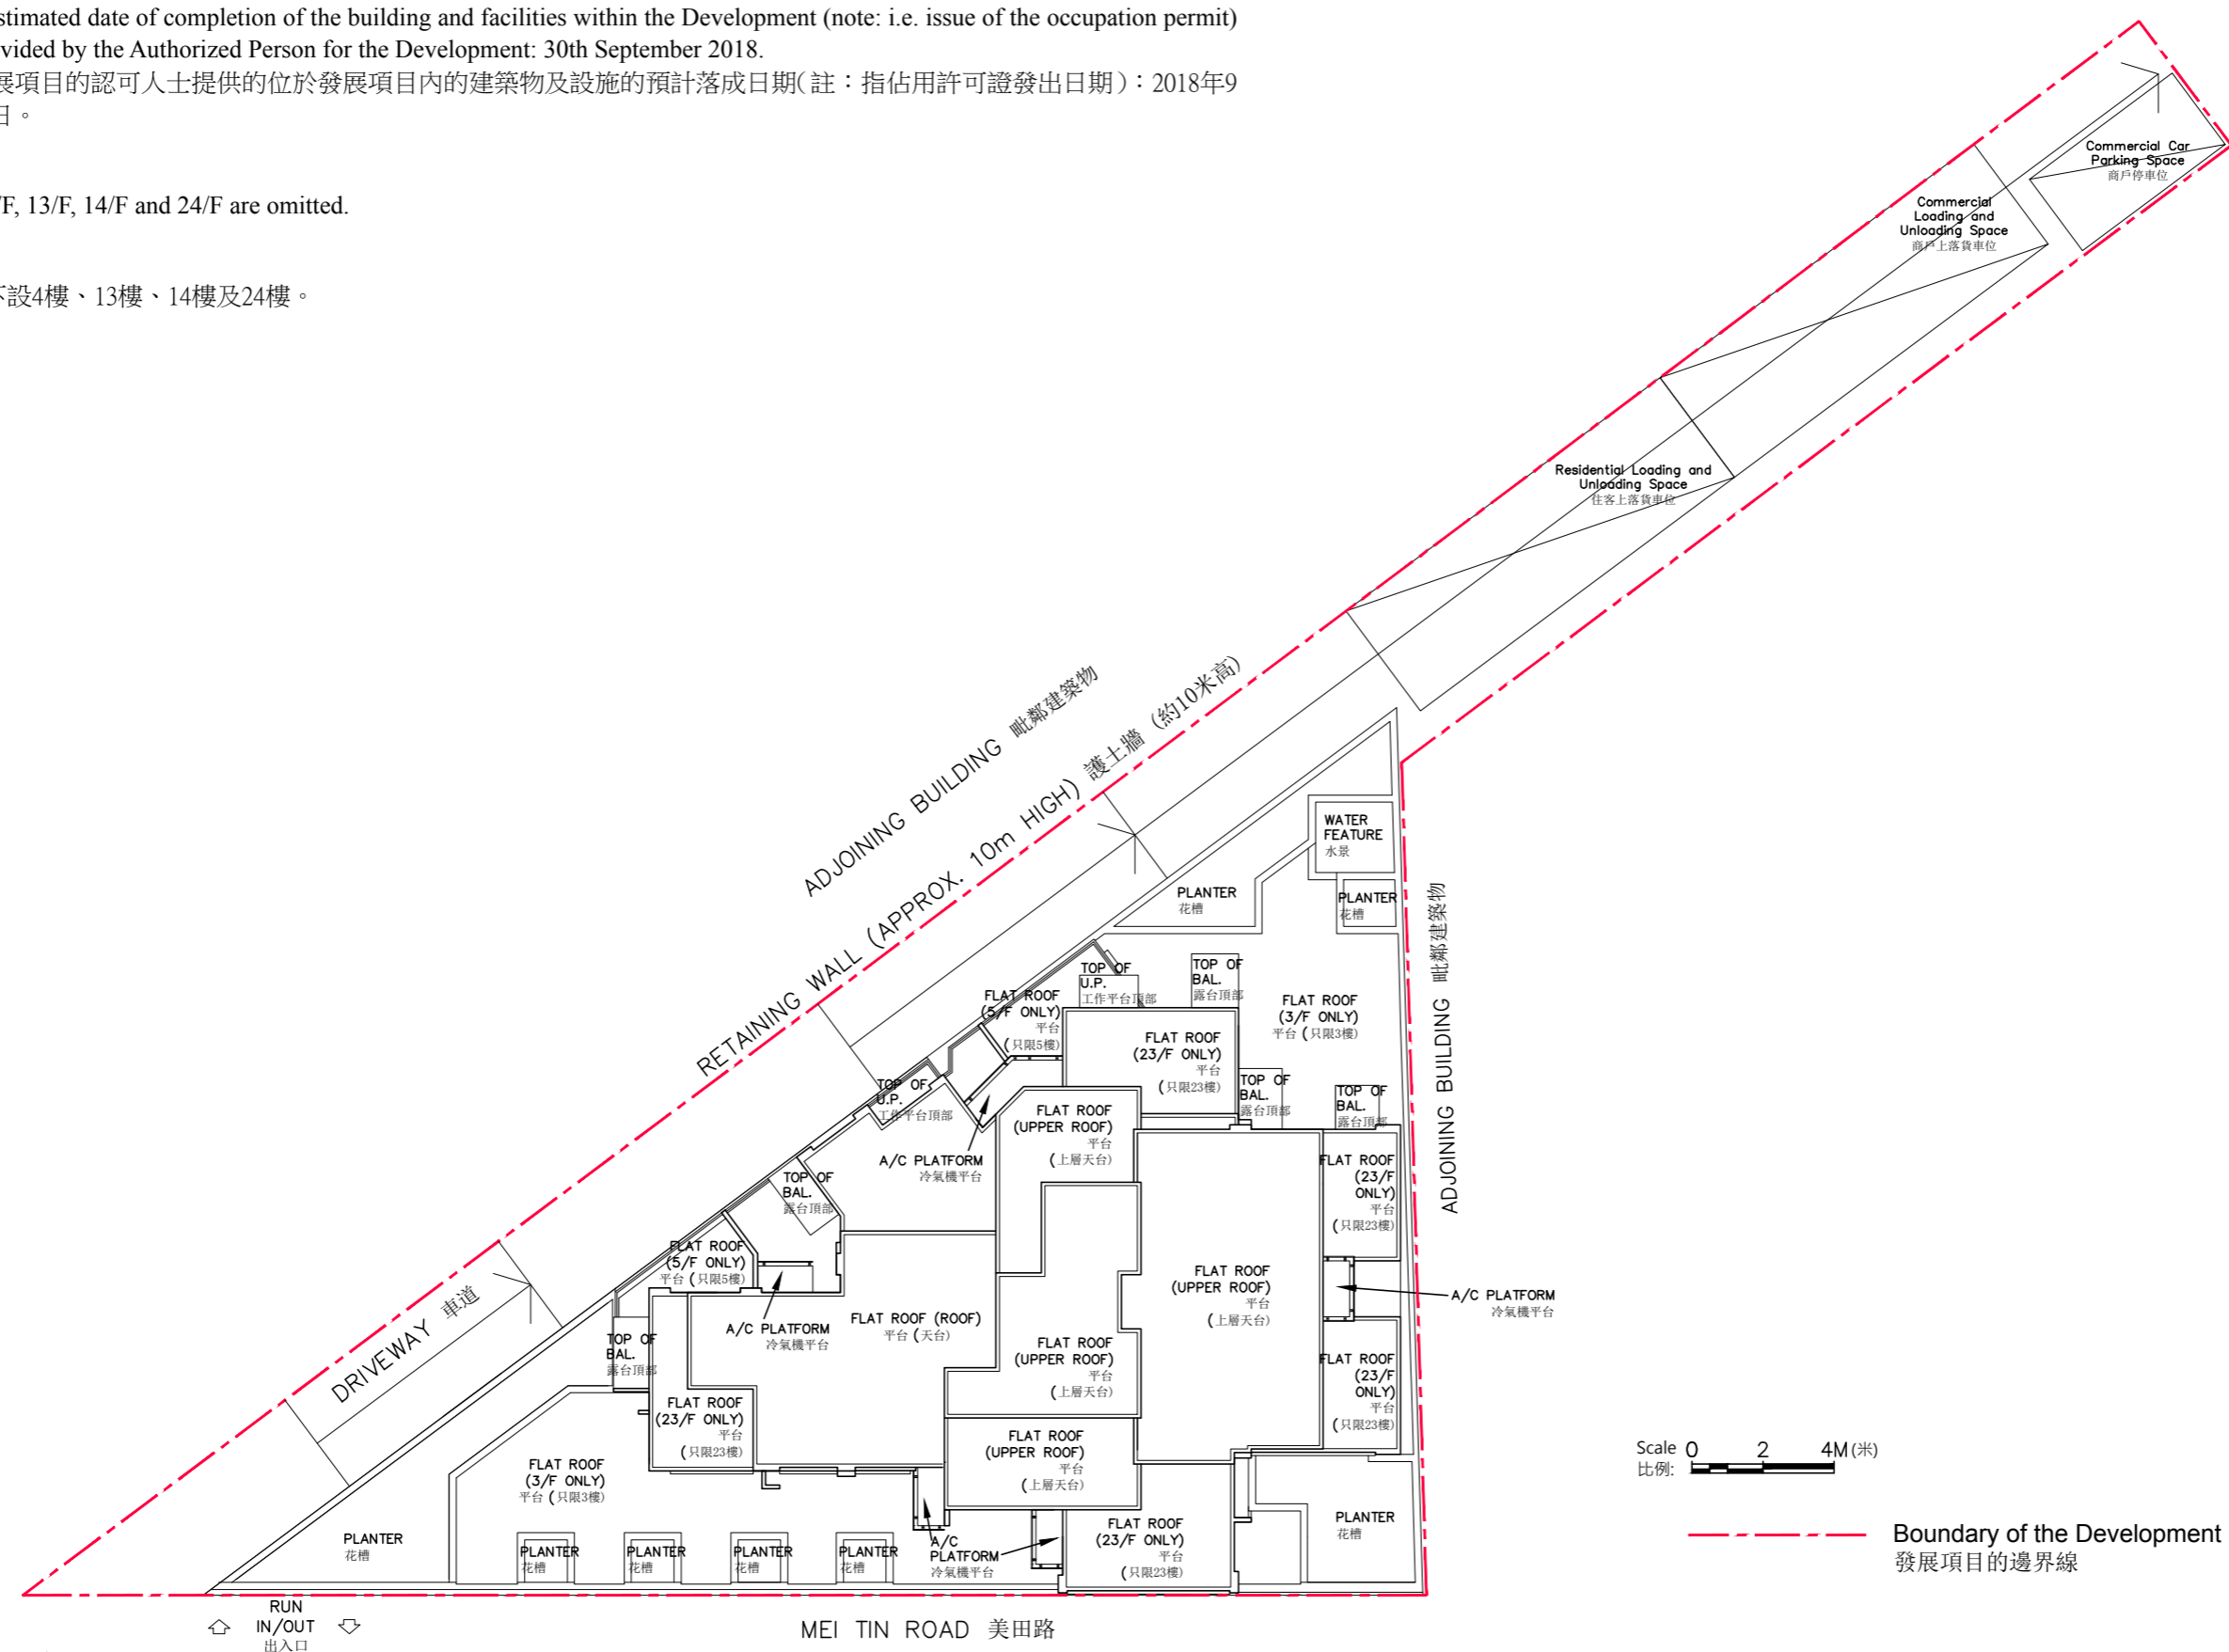 stimated date of completion of the building and facilities within the Development (note: i.e. issue of the occupation permit)
vided by the Authorized Person for the Development: 30th September 2018.
展項目的認可人士提供的位於發展項目內的建築物及設施的預計落成日期(註：指佔用許可證發出日期)：2018年9
日。
/F, 13/F, 14/F and 24/F are omitted.
不設4樓、13樓、14樓及24樓。
Commercial Car
Parking Space
商戶停車位
Commercial
Loading and
Unloading Space
商戶上落貨車位
Residential Loading and
Unloading Space
住客上落貨車位
ADJOINING BUILDING 毗鄰建築物
RETAINING WALL (APPROX. 10m HIGH) 護土牆 (約10米高)
WATER
FEATURE
水景
PLANTER
花槽
PLANTER
花槽
ADJOINING BUILDING 毗鄰建築物
TOP OF
U.P.
工作平台頂部
TOP OF
BAL.
露台頂部
FLAT ROOF
(5/F ONLY)
平台
(只限5樓)
FLAT ROOF
(3/F ONLY)
平台 (只限3樓)
FLAT ROOF
(23/F ONLY)
平台
(只限23樓)
TOP OF
U.P.
工作平台頂部
TOP OF
BAL.
露台頂部
TOP OF
BAL.
露台頂部
FLAT ROOF
(UPPER ROOF)
平台
(上層天台)
A/C PLATFORM
冷氣機平台
FLAT ROOF
(23/F
ONLY)
平台
(只限23樓)
TOP OF
BAL.
露台頂部
FLAT ROOF
(5/F ONLY)
平台 (只限5樓)
FLAT ROOF
(UPPER ROOF)
平台
(上層天台)
A/C PLATFORM
冷氣機平台
DRIVEWAY 車道
A/C PLATFORM
冷氣機平台
FLAT ROOF (ROOF)
平台 (天台)
TOP OF
BAL.
露台頂部
FLAT ROOF
(UPPER ROOF)
平台
(上層天台)
FLAT ROOF
(23/F
ONLY)
平台
(只限23樓)
FLAT ROOF
(23/F ONLY)
平台
(只限23樓)
FLAT ROOF
(UPPER ROOF)
平台
(上層天台)
FLAT ROOF
(3/F ONLY)
平台 (只限3樓)
PLANTER
花槽
PLANTER
花槽
PLANTER
花槽
PLANTER
花槽
PLANTER
花槽
A/C
PLATFORM
冷氣機平台
FLAT ROOF
(23/F ONLY)
平台
(只限23樓)
PLANTER
花槽
Scale 0 2 4M(米)
比例:
Boundary of the Development
發展項目的邊界線
RUN
IN/OUT
出入口
MEI TIN ROAD 美田路